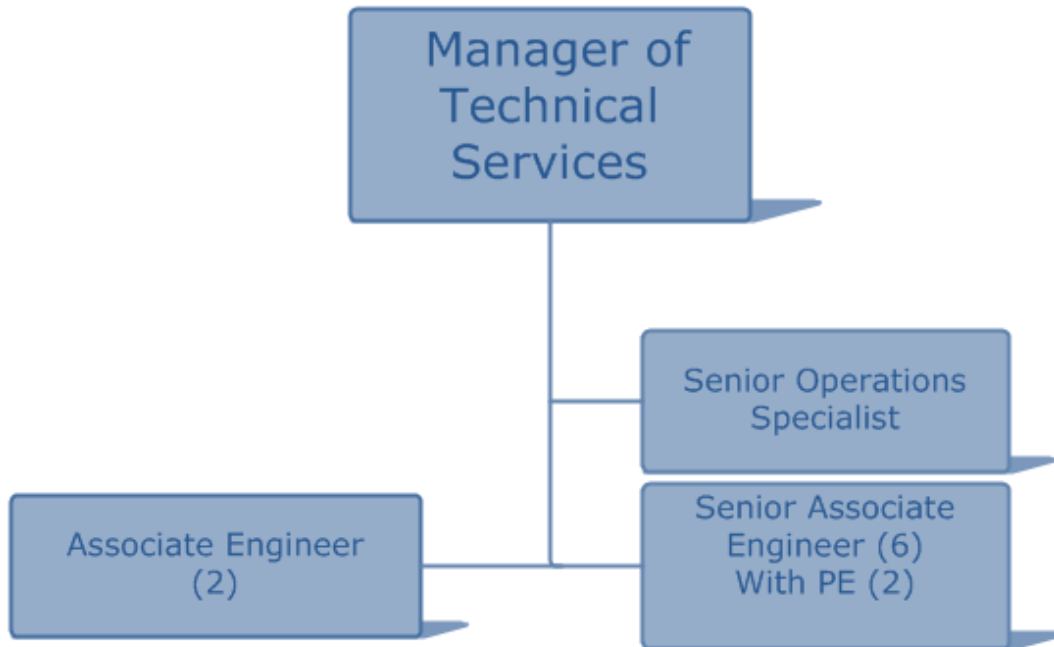 Manager of
Technical
Services
Senior Operations
Specialist
Associate Engineer
(2)
Senior Associate
Engineer (6)
With PE (2)